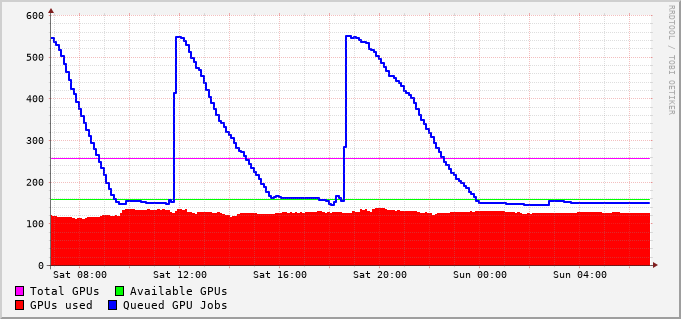 600
500
400
300
200
100
0
Sat 08:00 Sat 12:00 Sat 16:00 Sat 20:00 Sun 00:00 Sun 04:00
Total GPUs Available GPUs
GPUs used Queued GPU Jobs
RRDTOOL / TOBI OETIKER